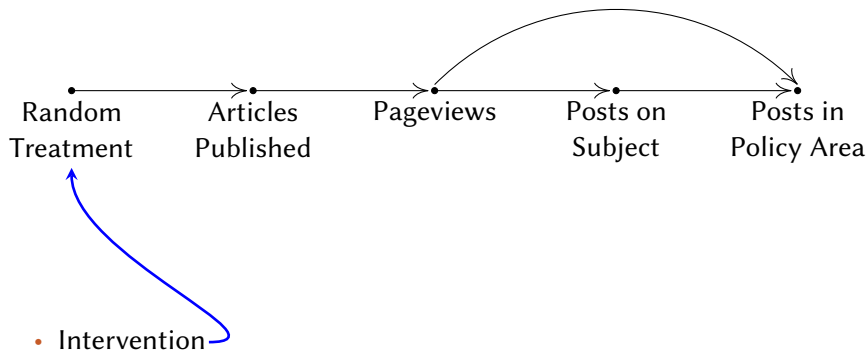 Random
Treatment
Articles
Published
Pageviews
Posts on
Subject
Posts in
Policy Area
• Intervention